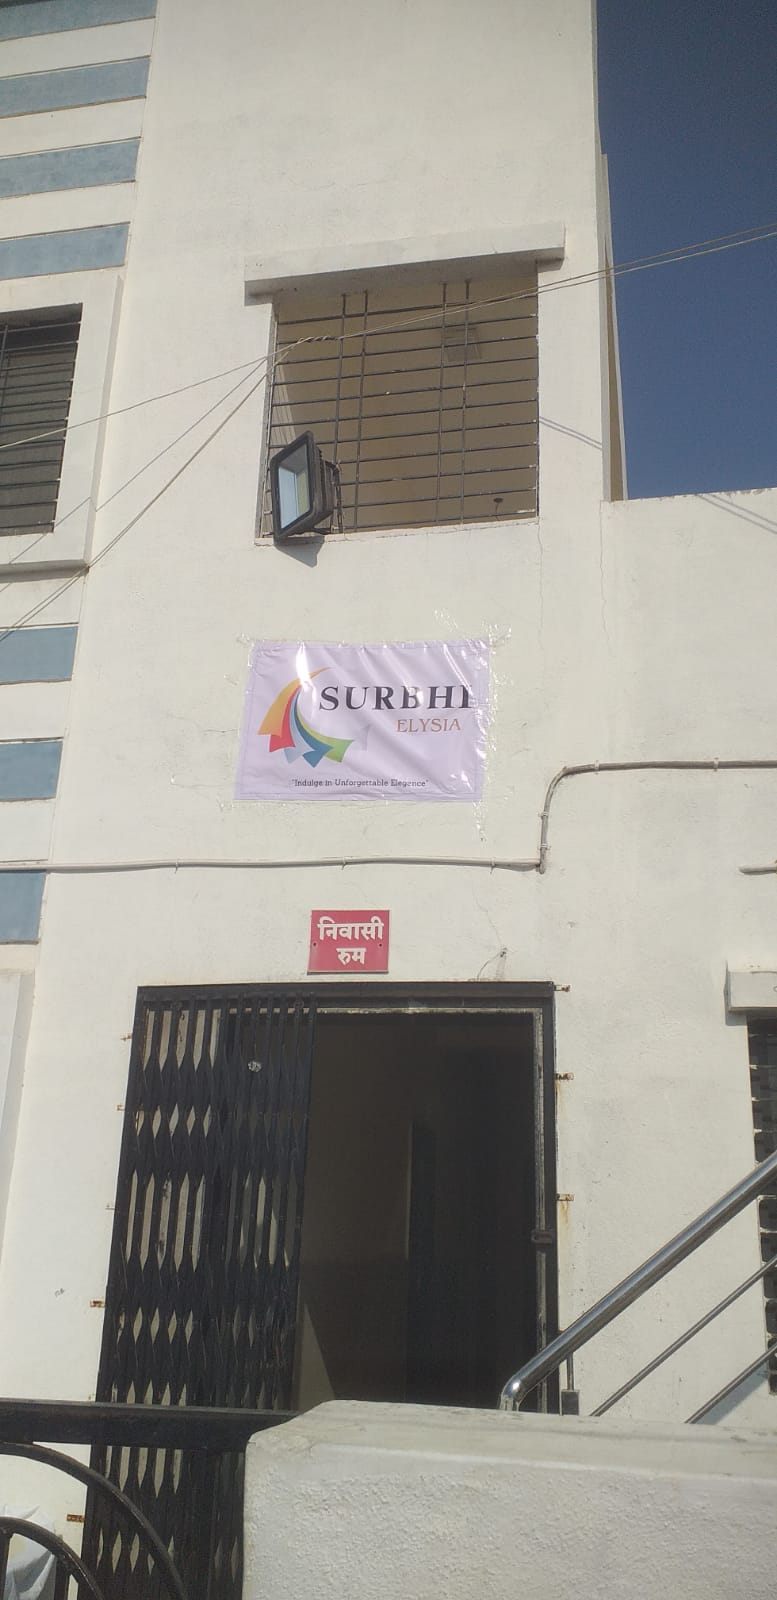 SURBHI
ELYSIA
"Indulge in Unforgettable Elegence"
निवासी
रुम